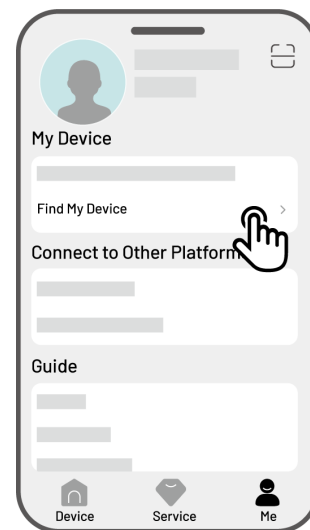 My Device
Find My Device
Connect to Other Platform
Guide
Device
Service
Me